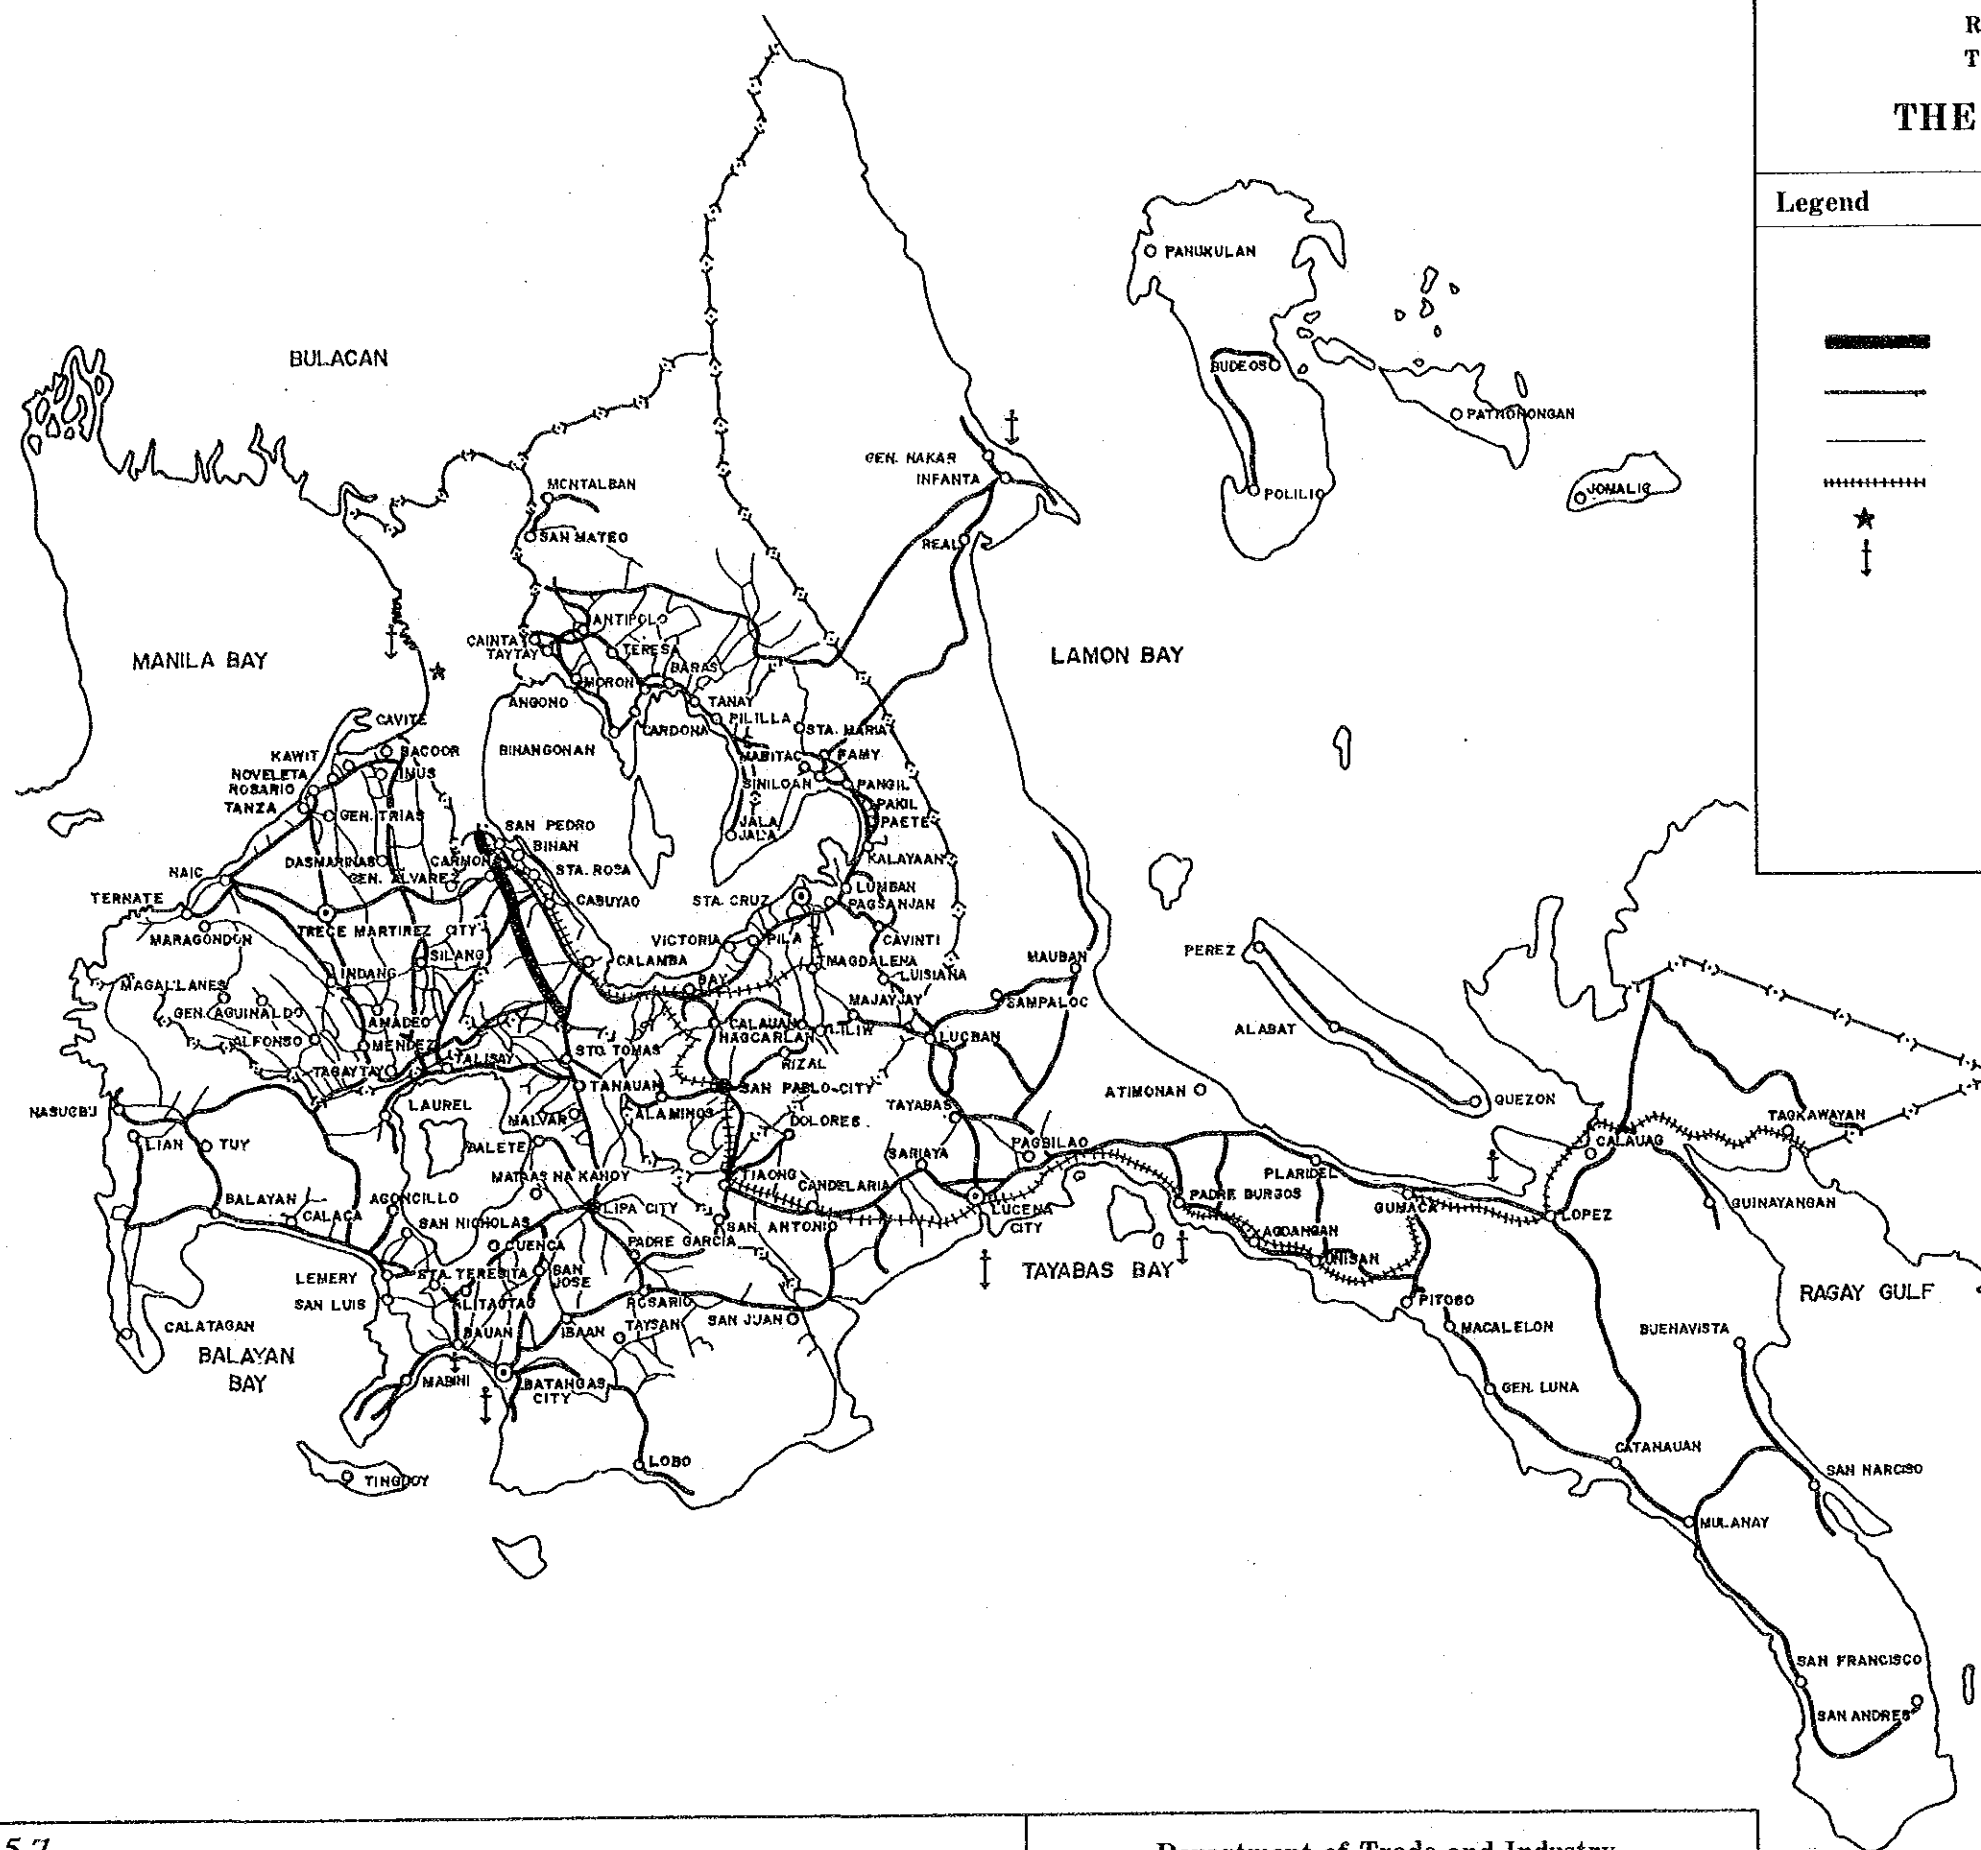 R
T
THE
Legend
BULACAN
MANILA BAY
LAMON BAY
TAYABAS BAY
RAGAY GULF
BALAYAN
BAY
PANUKULAN
BUDEOS
PATNONONGAN
POLILIO
JOMALIG
GEN. NAKAR
INFANTA
REAL
MONTALBAN
SAN MATEO
ANTIPOLO
CAINTA
TAYTAY
TERESA
BARAS
MORONG
ANGONO
TANAY
PILILLA
CARDONA
BINANGONAN
STA. MARIA
MABITAC
FAMY
SINILOAN
PANGIL
PAKIL
PAETE
JALA
JALA
KALAYAAN
LUMBAN
STA. CRUZ
PAGSANJAN
CAVINTI
VICTORIA
PILA
MAGDALENA
LUISIANA
BAY
MAJAYJAY
CALAUAN
LILIW
NAGCARLAN
RIZAL
SAN PABLO CITY
ALAMINOS
DOLORES
CAVITE
KAWIT
BACOOR
NOVELETA
IMUS
ROSARIO
TANZA
GEN. TRIAS
SAN PEDRO
BIÑAN
DASMARINAS
CARMONA
STA. ROSA
NAIC
GEN. ALVAREZ
CABUYAO
TERNATE
TRECE MARTIREZ CITY
MARAGONDON
SILANG
CALAMBA
INDANG
MAGALLANES
GEN. AGUINALDO
AMADEO
ALFONSO
MENDEZ
TALISAY
STO. TOMAS
TAGAYTAY
TANAUAN
NASUGBU
LAUREL
MALVAR
LIAN
TUY
BALETE
MATAAS NA KAHOY
TIAONG
CANDELARIA
SARIAYA
BALAYAN
AGONCILLO
CALACA
SAN NICHOLAS
LIPA CITY
SAN ANTONIO
CUENCA
PADRE GARCIA
LEMERY
STA. TERESITA
SAN
JOSE
SAN LUIS
ALITAGTAG
ROSARIO
SAN JUAN
CALATAGAN
BAUAN
IBAAN
TAYSAN
MABINI
BATANGAS
CITY
LOBO
TINGLOY
MAUBAN
SAMPALOC
LUCBAN
TAYABAS
PAGBILAO
LUCENA
CITY
PEREZ
ALABAT
ATIMONAN
QUEZON
PLARIDEL
PADRE BURGOS
AGDANGAN
UNISAN
GUMACA
LOPEZ
CALAUAG
TAGKAWAYAN
GUINAYANGAN
PITOGO
MACALELON
BUENAVISTA
GEN. LUNA
CATANAUAN
SAN NARCISO
MULANAY
SAN FRANCISCO
SAN ANDRES
57
Department of Trade and Industry